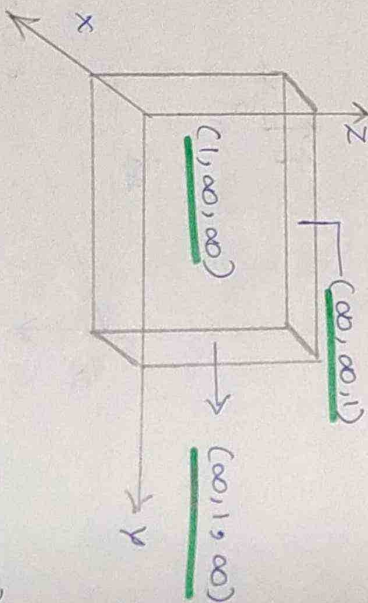 Z
(∞, ∞, 1)
(1, ∞, ∞)
(∞, 1, ∞)
X
Y